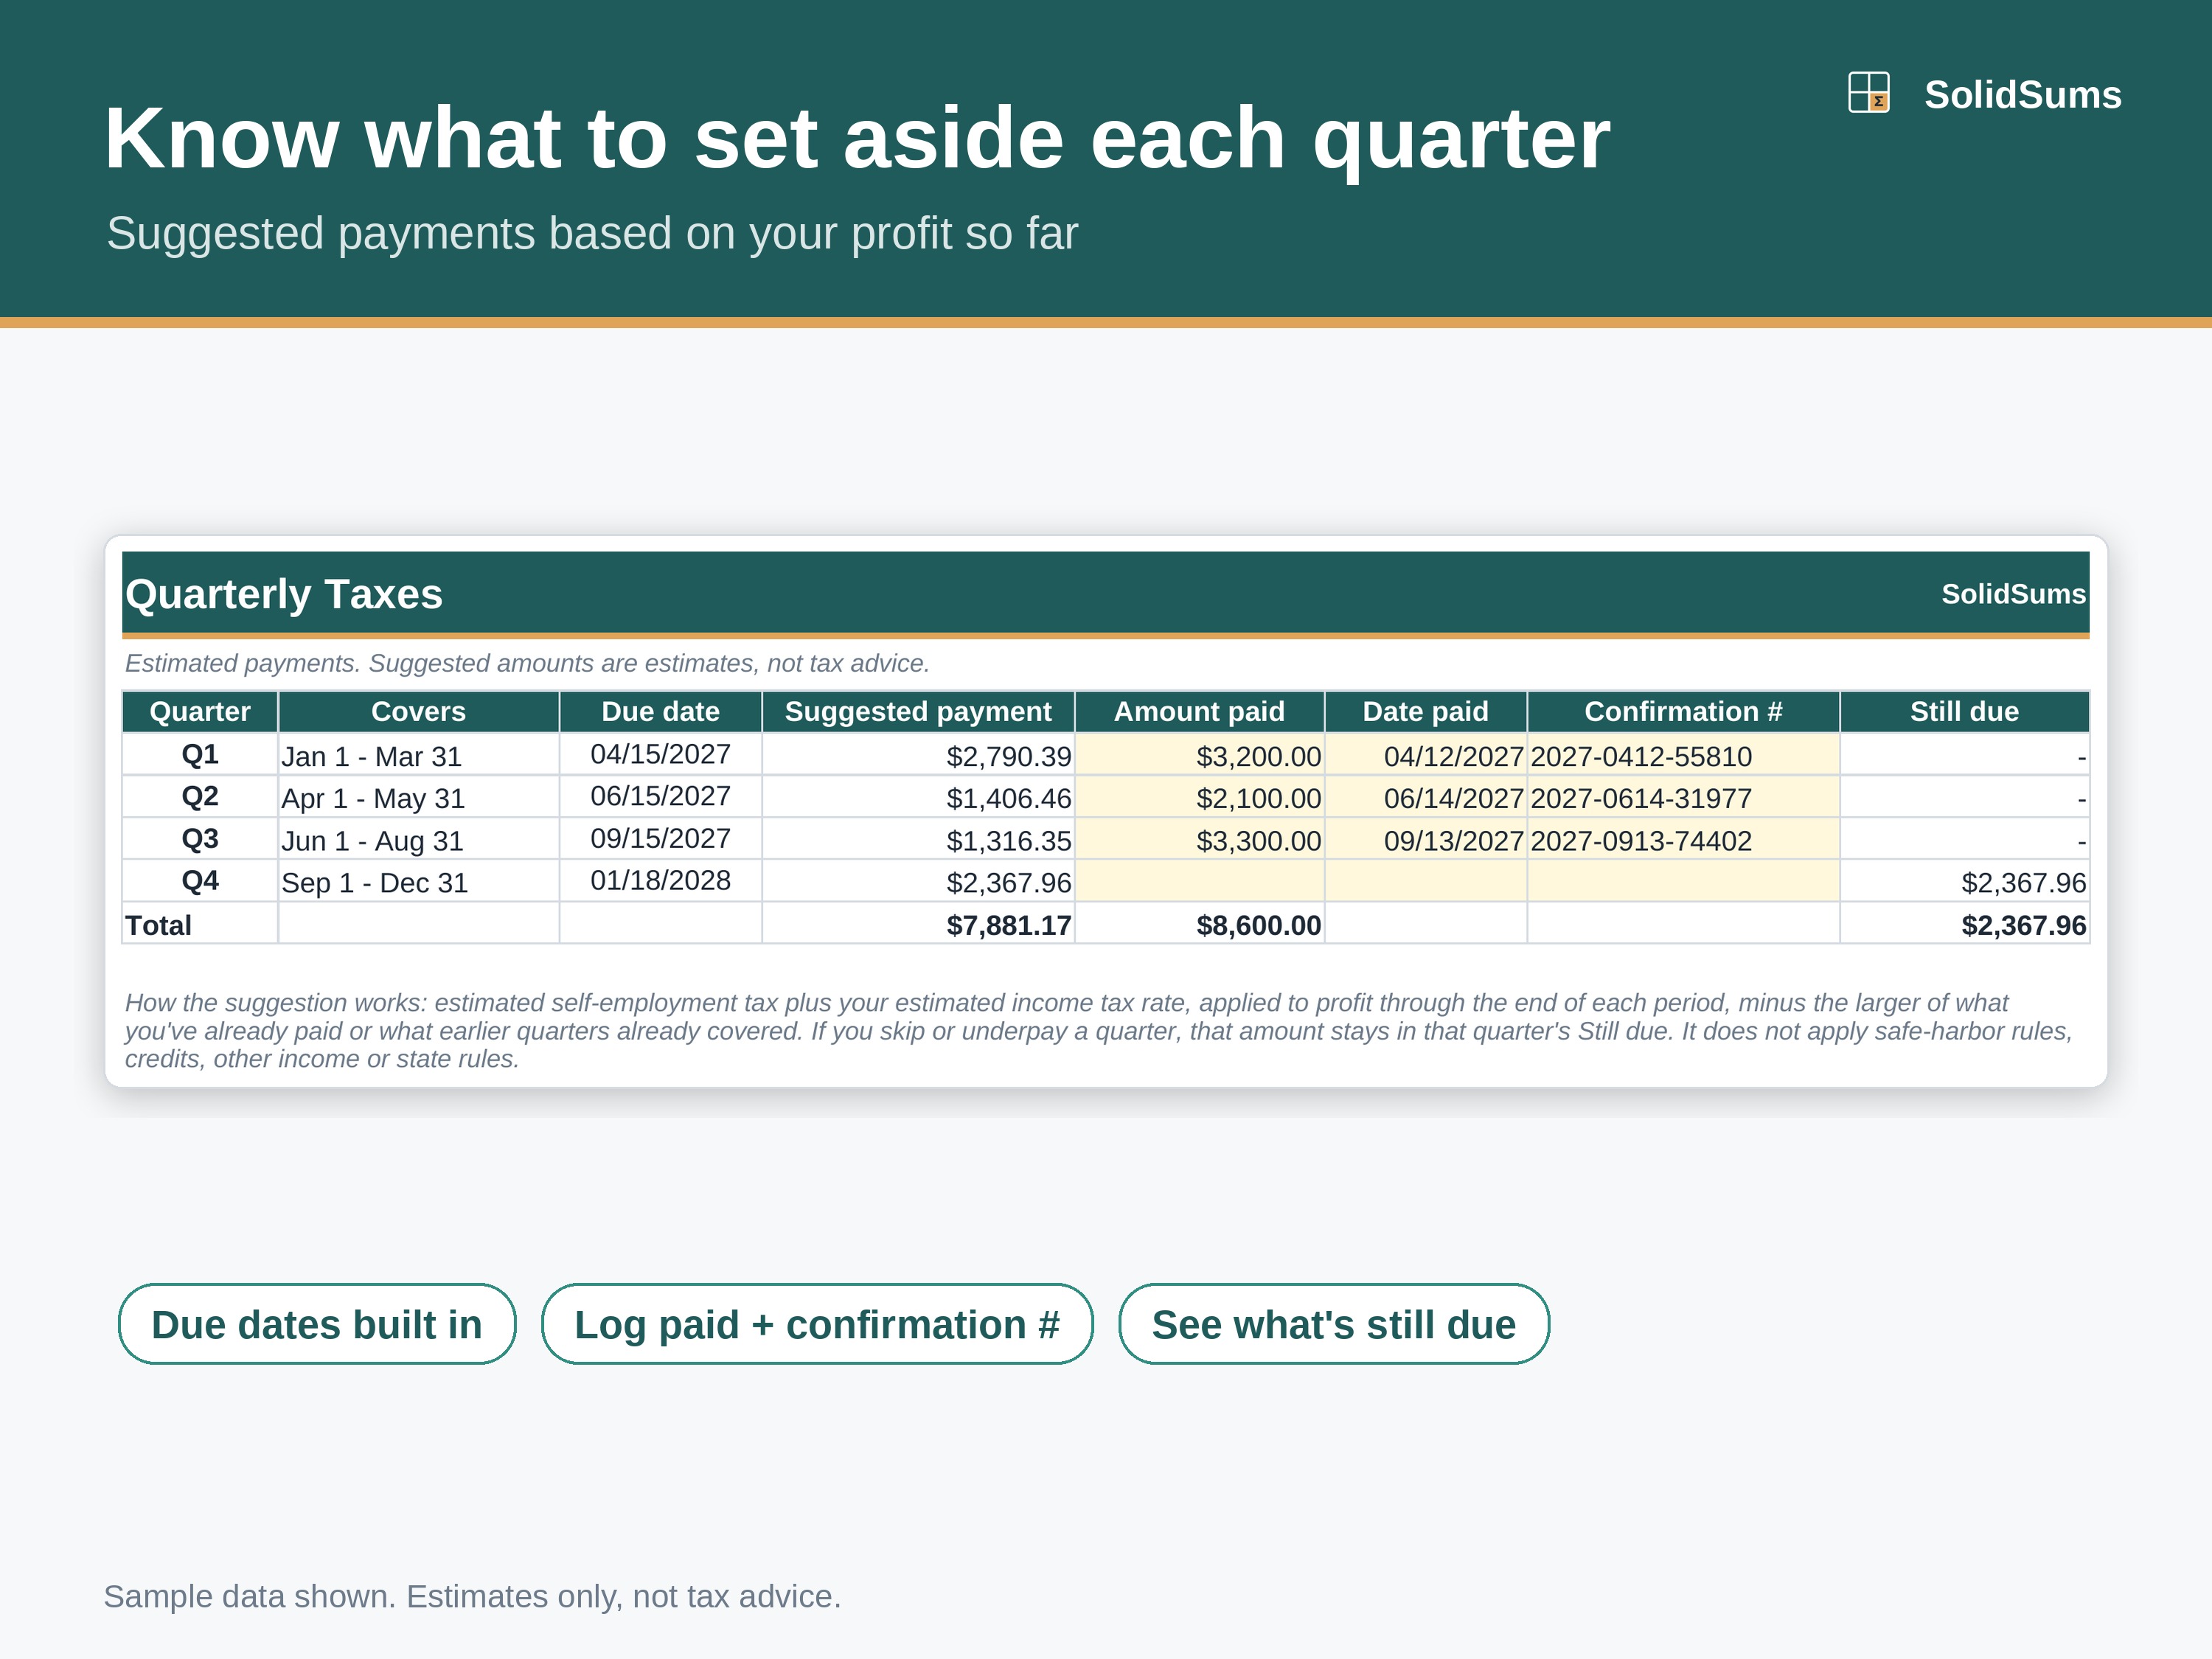 Know what to set aside each quarter
Σ SolidSums
Suggested payments based on your profit so far
Quarterly Taxes SolidSums
Estimated payments. Suggested amounts are estimates, not tax advice.
Quarter Covers Due date Suggested payment Amount paid Date paid Confirmation # Still due
Q1 Jan 1 - Mar 31 04/15/2027 $2,790.39 $3,200.00 04/12/2027 2027-0412-55810 -
Q2 Apr 1 - May 31 06/15/2027 $1,406.46 $2,100.00 06/14/2027 2027-0614-31977 -
Q3 Jun 1 - Aug 31 09/15/2027 $1,316.35 $3,300.00 09/13/2027 2027-0913-74402 -
Q4 Sep 1 - Dec 31 01/18/2028 $2,367.96 $2,367.96
Total $7,881.17 $8,600.00 $2,367.96
How the suggestion works: estimated self-employment tax plus your estimated income tax rate, applied to profit through the end of each period, minus the larger of what
you've already paid or what earlier quarters already covered. If you skip or underpay a quarter, that amount stays in that quarter's Still due. It does not apply safe-harbor rules,
credits, other income or state rules.
Due dates built in
Log paid + confirmation #
See what's still due
Sample data shown. Estimates only, not tax advice.